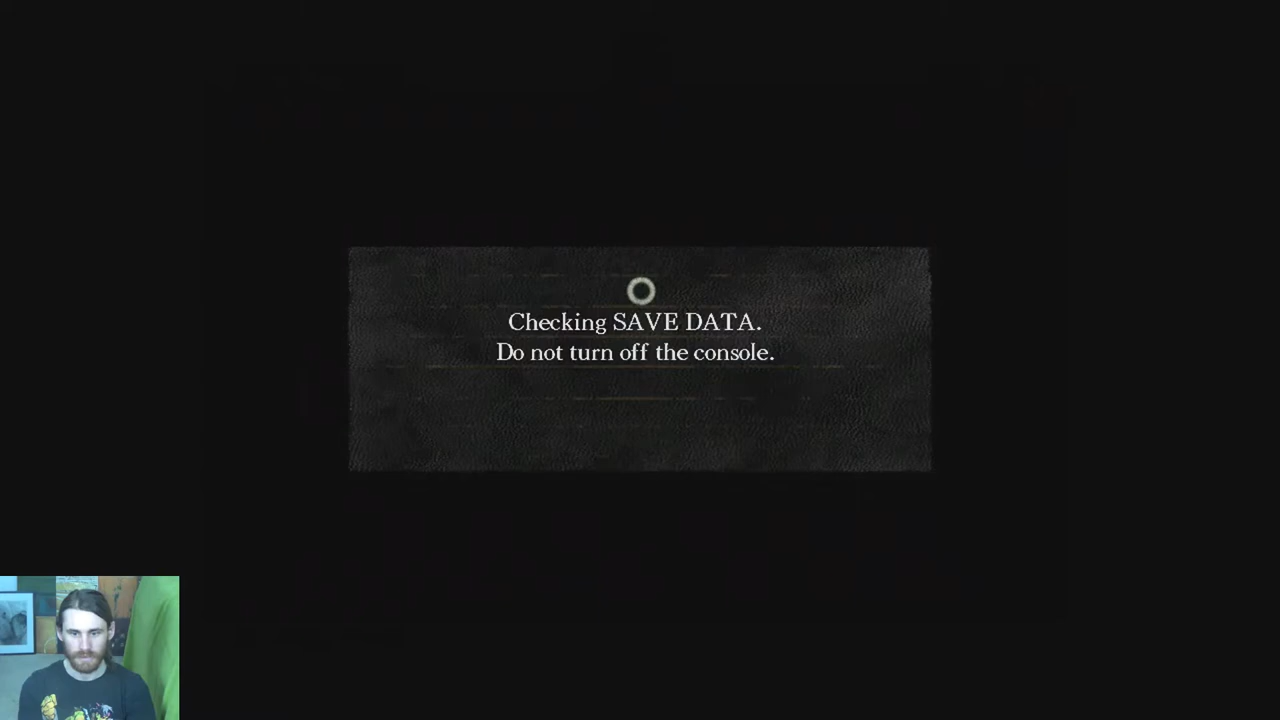 Checking SAVE DATA.
Do not turn off the console.